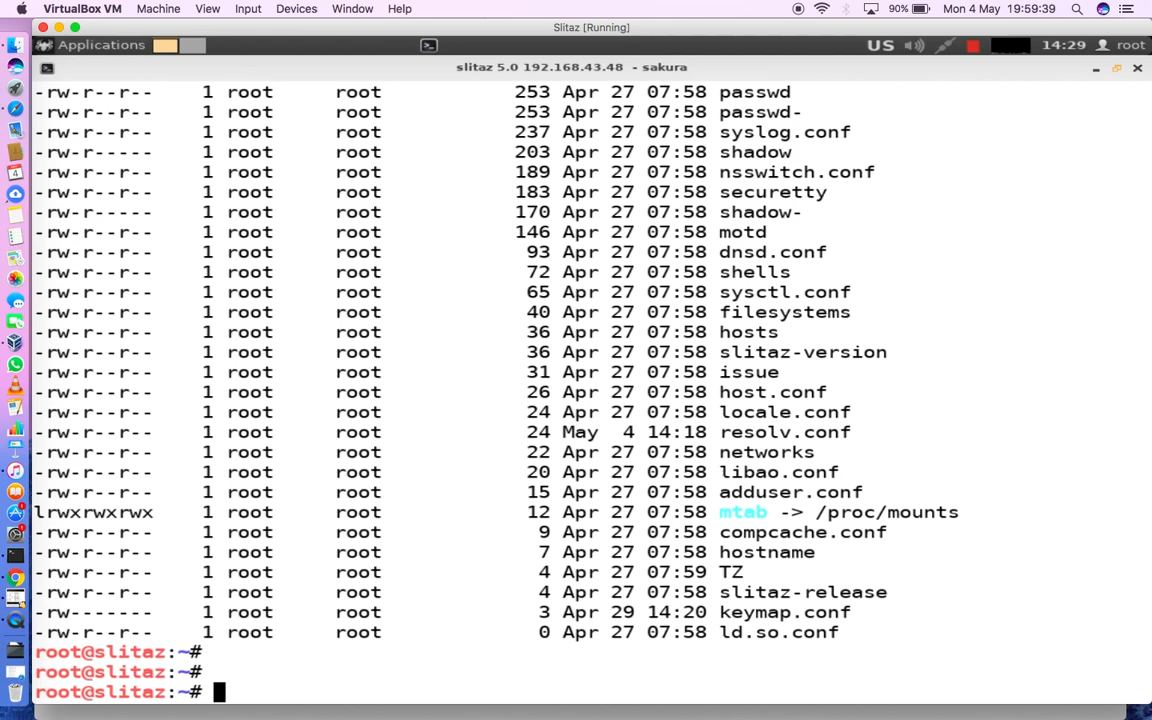 VirtualBox VM Machine View Input Devices Window Help 90% Mon 4 May 19:59:39
Slitaz [Running]
Applications US 14:29 root
slitaz 5.0 192.168.43.48 - sakura
-rw-r--r-- 1 root root 253 Apr 27 07:58 passwd
-rw-r--r-- 1 root root 253 Apr 27 07:58 passwd-
-rw-r--r-- 1 root root 237 Apr 27 07:58 syslog.conf
-rw-r----- 1 root root 203 Apr 27 07:58 shadow
-rw-r--r-- 1 root root 189 Apr 27 07:58 nsswitch.conf
-rw-r--r-- 1 root root 183 Apr 27 07:58 securetty
-rw-r----- 1 root root 170 Apr 27 07:58 shadow-
-rw-r--r-- 1 root root 146 Apr 27 07:58 motd
-rw-r--r-- 1 root root 93 Apr 27 07:58 dnsd.conf
-rw-r--r-- 1 root root 72 Apr 27 07:58 shells
-rw-r--r-- 1 root root 65 Apr 27 07:58 sysctl.conf
-rw-r--r-- 1 root root 40 Apr 27 07:58 filesystems
-rw-r--r-- 1 root root 36 Apr 27 07:58 hosts
-rw-r--r-- 1 root root 36 Apr 27 07:58 slitaz-version
-rw-r--r-- 1 root root 31 Apr 27 07:58 issue
-rw-r--r-- 1 root root 26 Apr 27 07:58 host.conf
-rw-r--r-- 1 root root 24 Apr 27 07:58 locale.conf
-rw-r--r-- 1 root root 24 May 4 14:18 resolv.conf
-rw-r--r-- 1 root root 22 Apr 27 07:58 networks
-rw-r--r-- 1 root root 20 Apr 27 07:58 libao.conf
-rw-r--r-- 1 root root 15 Apr 27 07:58 adduser.conf
lrwxrwxrwx 1 root root 12 Apr 27 07:58 mtab -> /proc/mounts
-rw-r--r-- 1 root root 9 Apr 27 07:58 compcache.conf
-rw-r--r-- 1 root root 7 Apr 27 07:58 hostname
-rw-r--r-- 1 root root 4 Apr 27 07:59 TZ
-rw-r--r-- 1 root root 4 Apr 27 07:58 slitaz-release
-rw------- 1 root root 3 Apr 29 14:20 keymap.conf
-rw-r--r-- 1 root root 0 Apr 27 07:58 ld.so.conf
root@slitaz:~#
root@slitaz:~#
root@slitaz:~#